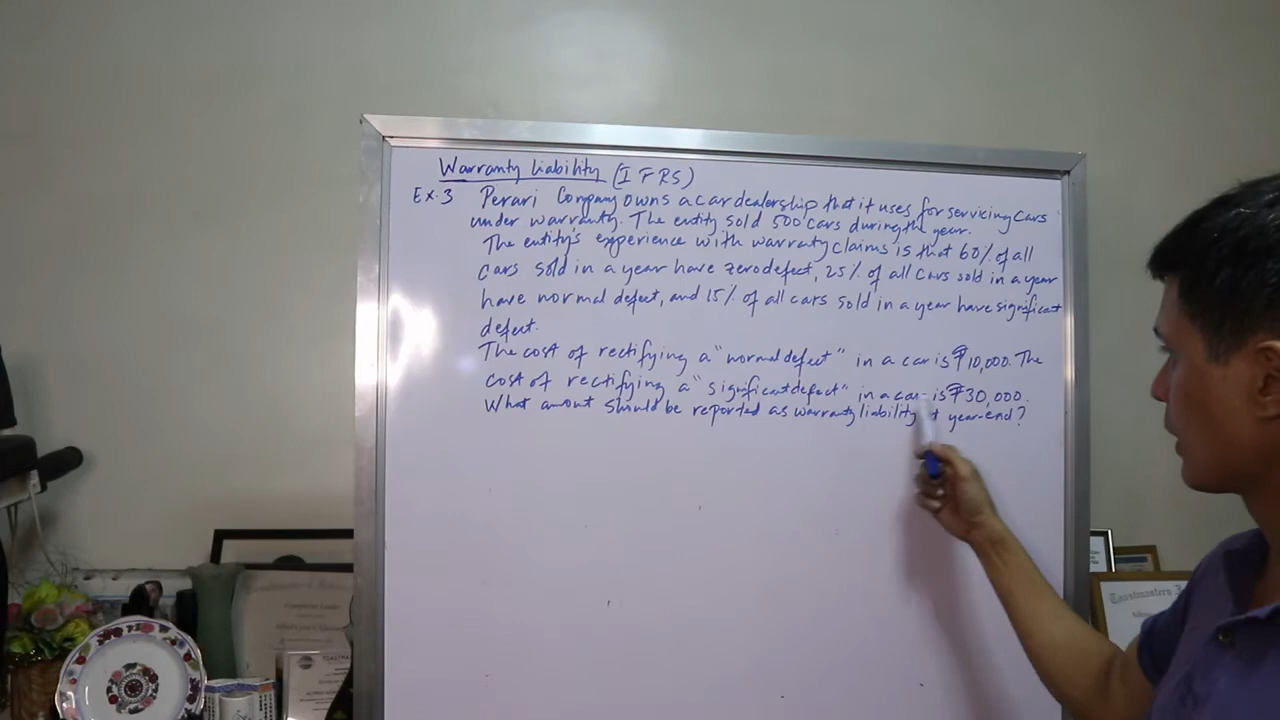 Warranty liability (IFRS)
Ex.3 Perari Company owns a car dealership that it uses for servicing cars
under warranty. The entity sold 500 cars during the year.
The entity's experience with warranty claims is that 60% of all
cars sold in a year have zero defect, 25% of all cars sold in a year
have normal defect, and 15% of all cars sold in a year have significant
defect.
The cost of rectifying a "normal defect" in a car is ₱10,000. The
cost of rectifying a "significant defect" in a car is ₱30,000.
What amount should be reported as warranty liability at year-end?
Toastmasters